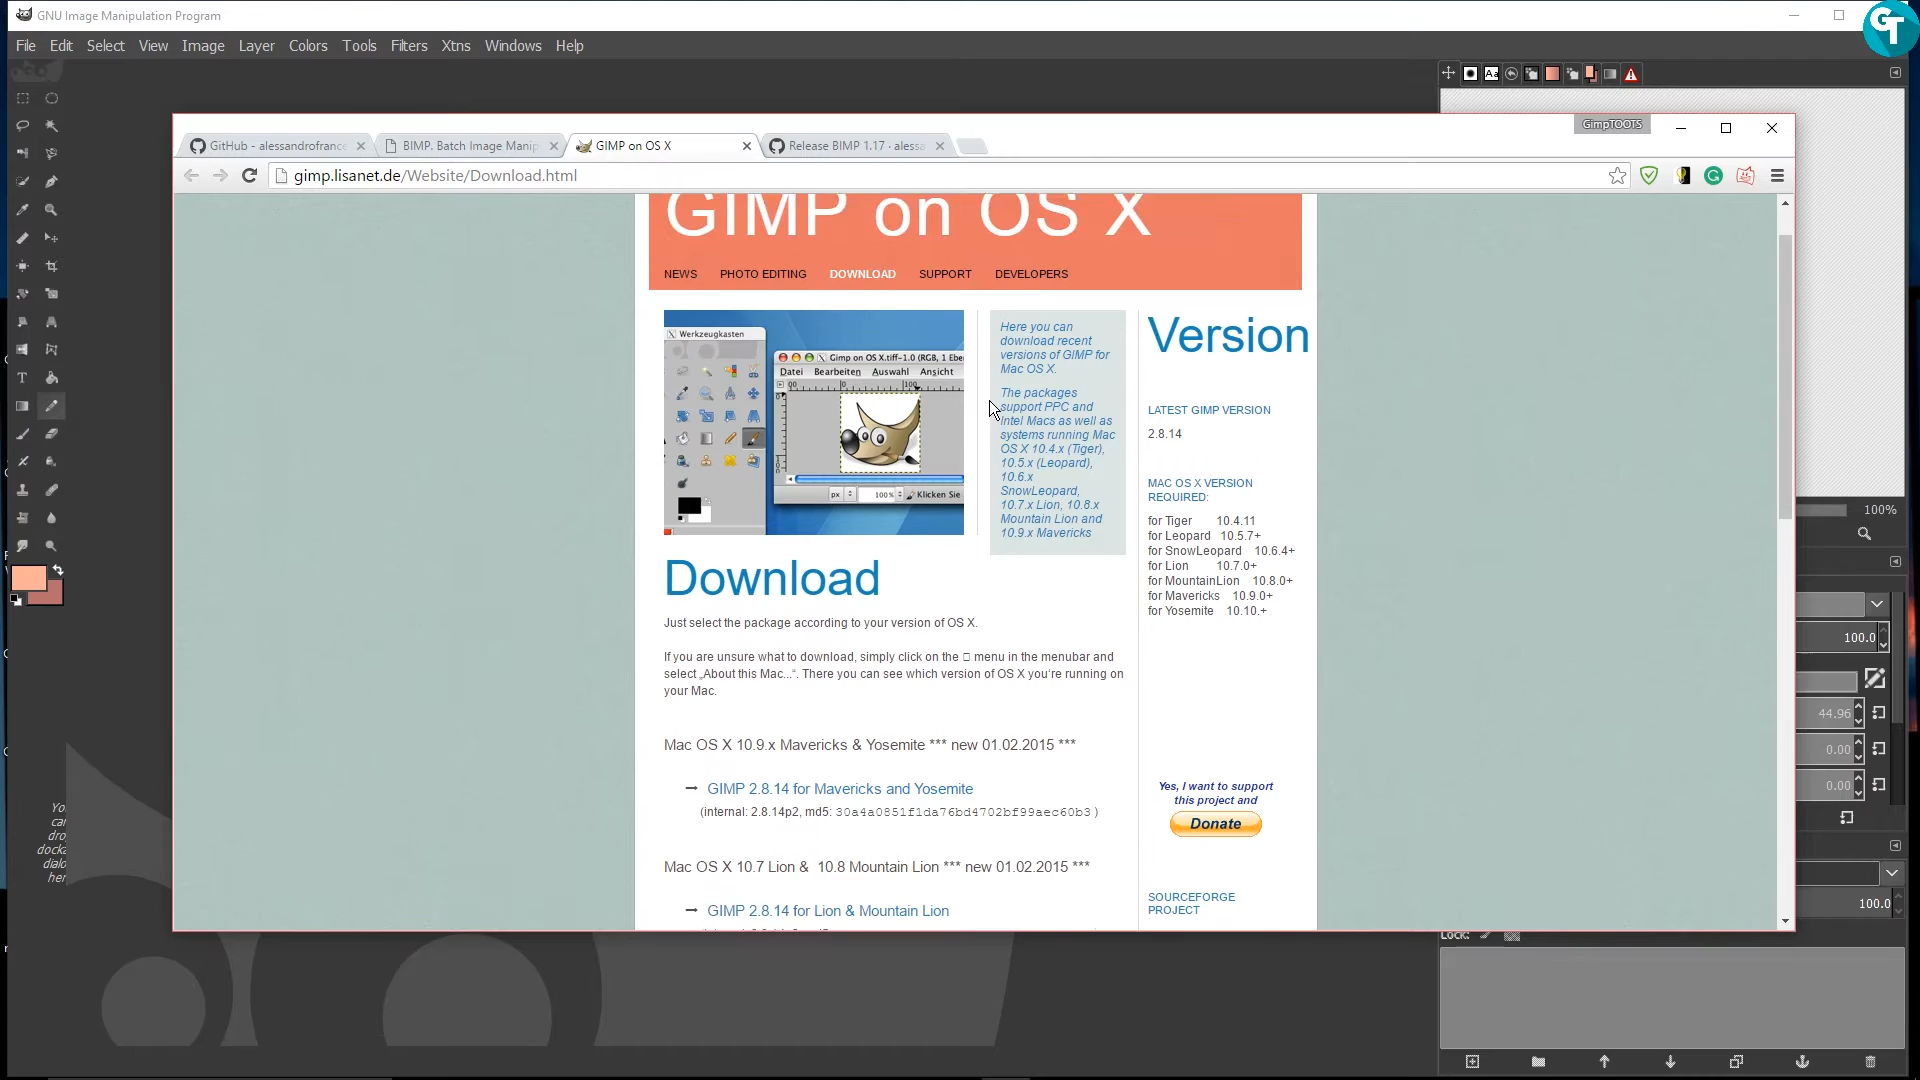 GNU Image Manipulation Program
GT
File Edit Select View Image Layer Colors Tools Filters Xtns Windows Help
GimpTOOTS
GitHub - alessandrofrance
BIMP. Batch Image Manip
GIMP on OS X
Release BIMP 1.17 · alessa
gimp.lisanet.de/Website/Download.html
GIMP on OS X
NEWS PHOTO EDITING DOWNLOAD SUPPORT DEVELOPERS
Werkzeugkasten
Gimp on OS X.tiff-1.0 (RGB, 1 Ebe
Datei Bearbeiten Auswahl Ansicht
px 100% Klicken Sie
Here you can
download recent
versions of GIMP for
Mac OS X.
The packages
support PPC and
Intel Macs as well as
systems running Mac
OS X 10.4.x (Tiger),
10.5.x (Leopard),
10.6.x
SnowLeopard,
10.7.x Lion, 10.8.x
Mountain Lion and
10.9.x Mavericks
Version
LATEST GIMP VERSION
2.8.14
MAC OS X VERSION
REQUIRED:
for Tiger 10.4.11
for Leopard 10.5.7+
for SnowLeopard 10.6.4+
for Lion 10.7.0+
for MountainLion 10.8.0+
for Mavericks 10.9.0+
for Yosemite 10.10.+
Download
Just select the package according to your version of OS X.
If you are unsure what to download, simply click on the menu in the menubar and
select „About this Mac...“. There you can see which version of OS X you‘re running on
your Mac.
Mac OS X 10.9.x Mavericks & Yosemite *** new 01.02.2015 ***
→ GIMP 2.8.14 for Mavericks and Yosemite
(internal: 2.8.14p2, md5: 30a4a0851f1da76bd4702bf99aec60b3 )
Mac OS X 10.7 Lion & 10.8 Mountain Lion *** new 01.02.2015 ***
→ GIMP 2.8.14 for Lion & Mountain Lion
Yes, I want to support
this project and
Donate
SOURCEFORGE
PROJECT
100%
100.0
44.96
0.00
0.00
100.0
Lock: